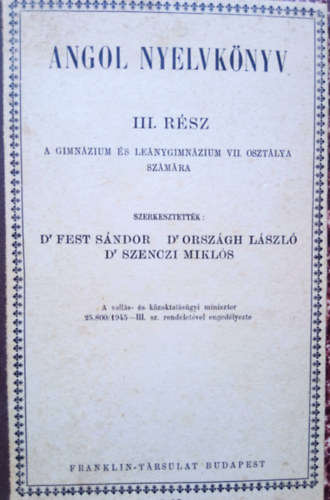 ANGOL NYELVKÖNYV
III. RÉSZ
A GIMNÁZIUM ÉS LEÁNYGIMNÁZIUM VII. OSZTÁLYA
SZÁMÁRA
SZERKESZTETTÉK:
Dr FEST SÁNDOR Dr ORSZÁGH LÁSZLÓ
Dr SZENCZI MIKLÓS
A vallás- és közoktatásügyi miniszter
25.800/1945—III. sz. rendeletével engedélyezte
FRANKLIN-TÁRSULAT BUDAPEST